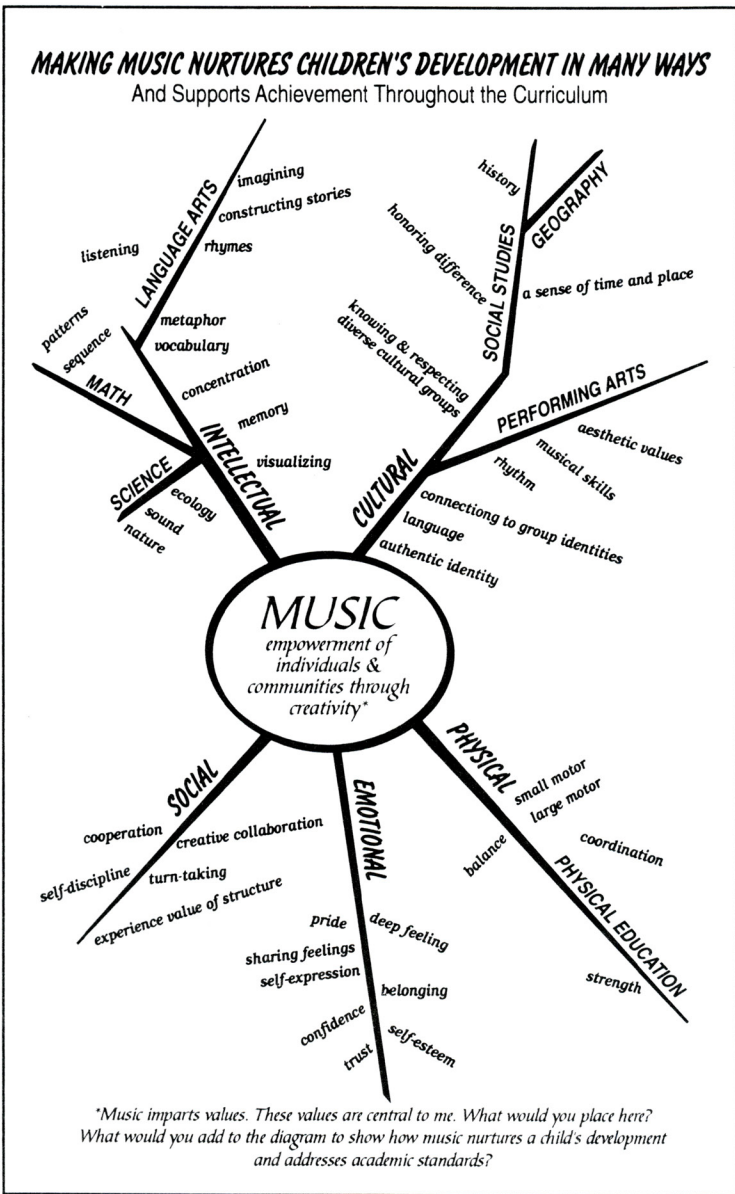 MAKING MUSIC NURTURES CHILDREN'S DEVELOPMENT IN MANY WAYS
And Supports Achievement Throughout the Curriculum
LANGUAGE ARTS
imagining
constructing stories
listening
rhymes
metaphor
vocabulary
patterns
sequence
MATH
concentration
memory
visualizing
INTELLECTUAL
SCIENCE
ecology
sound
nature
history
GEOGRAPHY
honoring difference
SOCIAL STUDIES
a sense of time and place
knowing & respecting
diverse cultural groups
PERFORMING ARTS
aesthetic values
musical skills
rhythm
CULTURAL
connectiong to group identities
language
authentic identity
MUSIC
empowerment of
individuals &
communities through
creativity*
SOCIAL
cooperation
creative collaboration
self-discipline
turn-taking
experience value of structure
EMOTIONAL
pride
deep feeling
sharing feelings
self-expression
belonging
confidence
self-esteem
trust
PHYSICAL
small motor
large motor
balance
coordination
PHYSICAL EDUCATION
strength
*Music imparts values. These values are central to me. What would you place here?
What would you add to the diagram to show how music nurtures a child's development
and addresses academic standards?